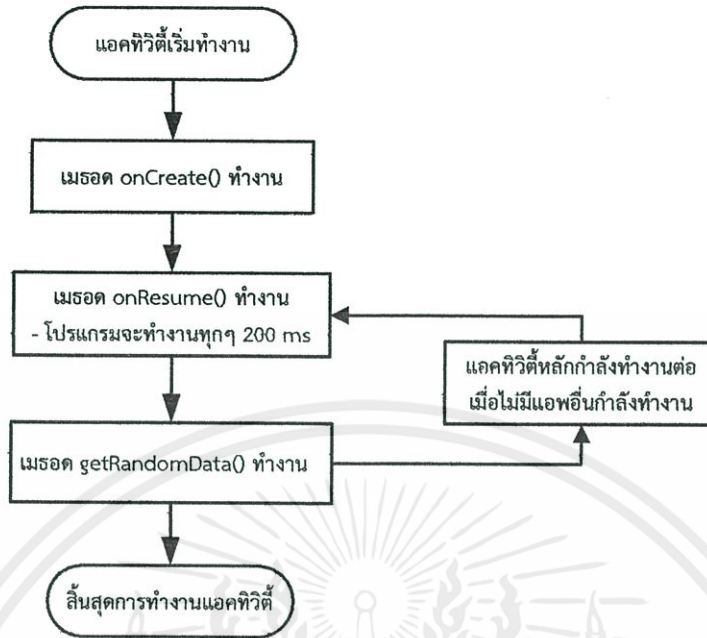 แอคทิวิตี้เริ่มทำงาน
เมธอด onCreate() ทำงาน
เมธอด onResume() ทำงาน
- โปรแกรมจะทำงานทุกๆ 200 ms
แอคทิวิตี้หลักกำลังทำงานต่อ
เมื่อไม่มีแอพอื่นกำลังทำงาน
เมธอด getRandomData() ทำงาน
สิ้นสุดการทำงานแอคทิวิตี้